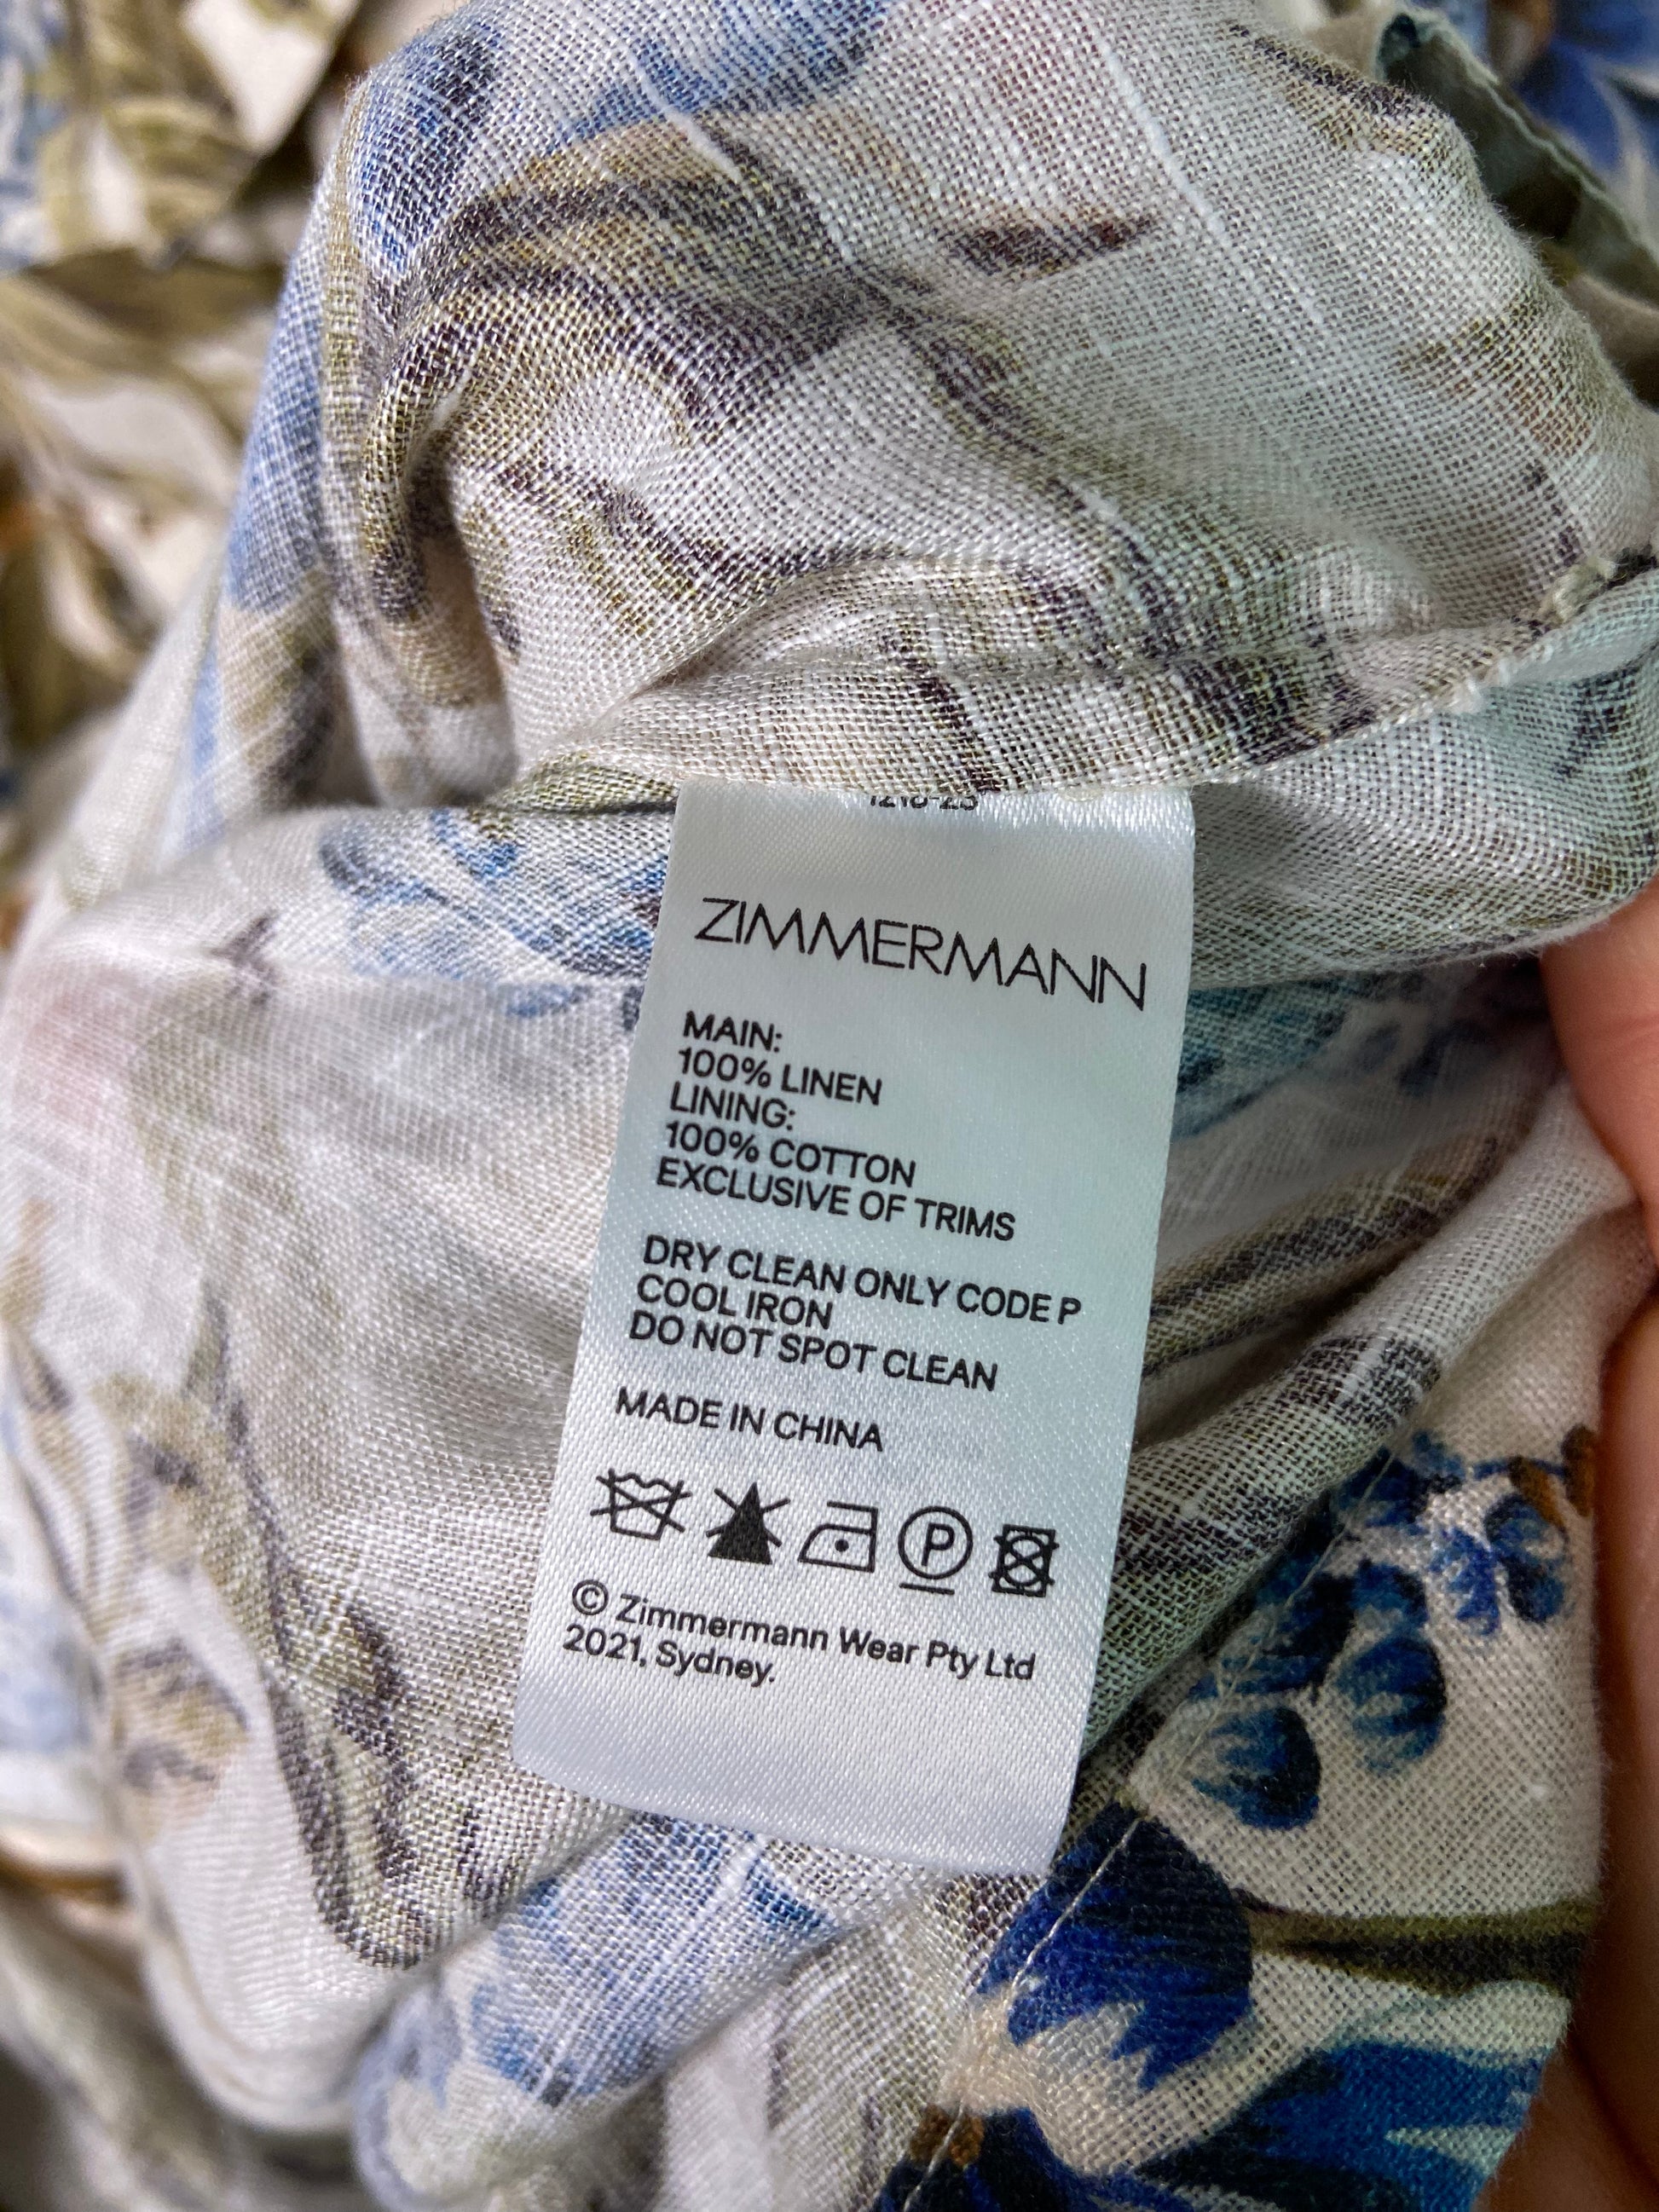 ZIMMERMANN
MAIN:
100% LINEN
LINING:
100% COTTON
EXCLUSIVE OF TRIMS
DRY CLEAN ONLY CODE P
COOL IRON
DO NOT SPOT CLEAN
MADE IN CHINA
P
© Zimmermann Wear Pty Ltd
2021, Sydney.